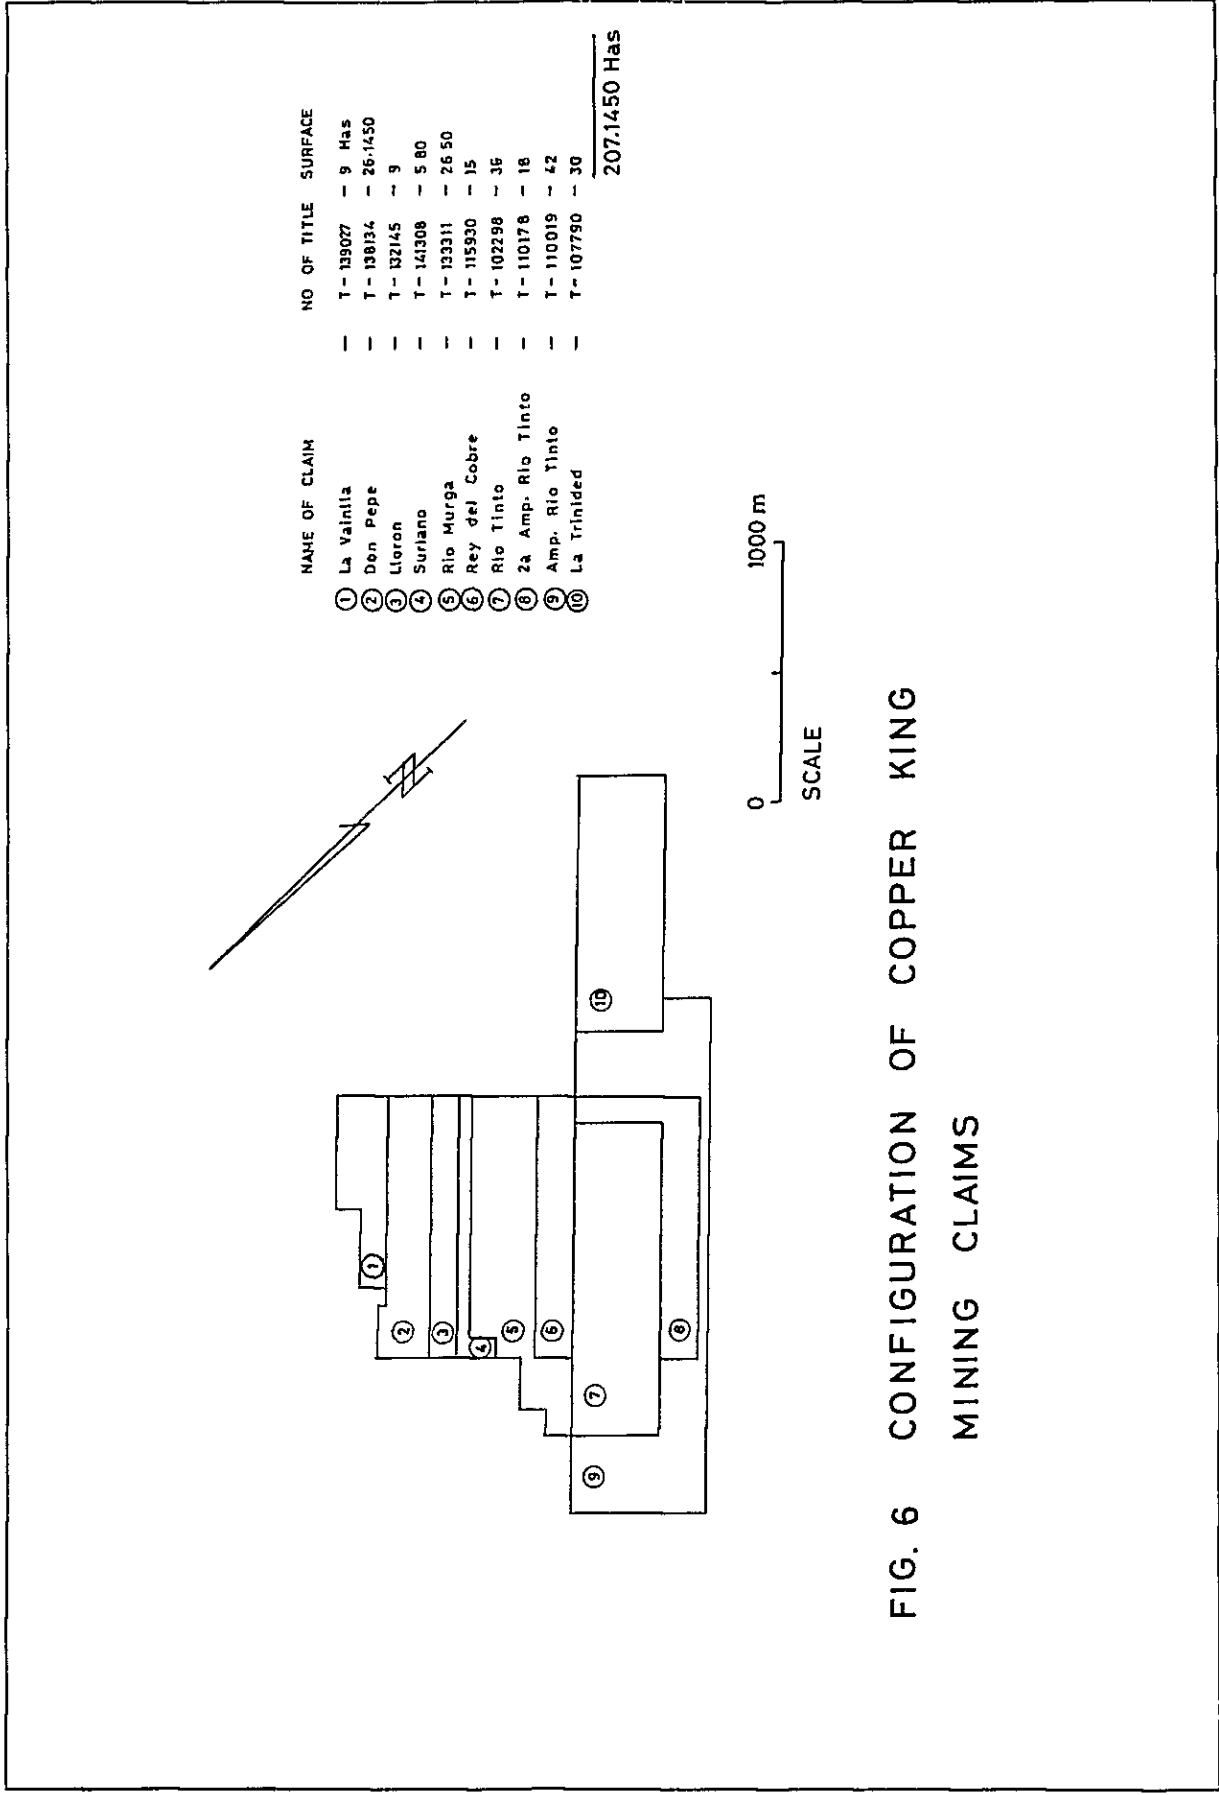 NAME OF CLAIM NO OF TITLE SURFACE
① La Vainlla — T-139027 - 9 Has
② Don Pepe — T-138134 - 26.1450
③ Lloron — T-132145 - 9
④ Surlano — T-141308 - 5 80
⑤ Rio Murga — T-133311 - 26 50
⑥ Rey del Cobre — T-115930 - 15
⑦ Rio Tinto — T-102298 - 36
⑧ 2a Amp. Rio Tinto — T-110178 - 18
⑨ Amp. Rio Tinto — T-110019 - 42
⑩ La Trinided — T-107790 - 30
207.1450 Has
①
②
③
④
⑤
⑥
⑦
⑧
⑨
⑩
0 1000 m
SCALE
FIG. 6 CONFIGURATION OF COPPER KING
MINING CLAIMS